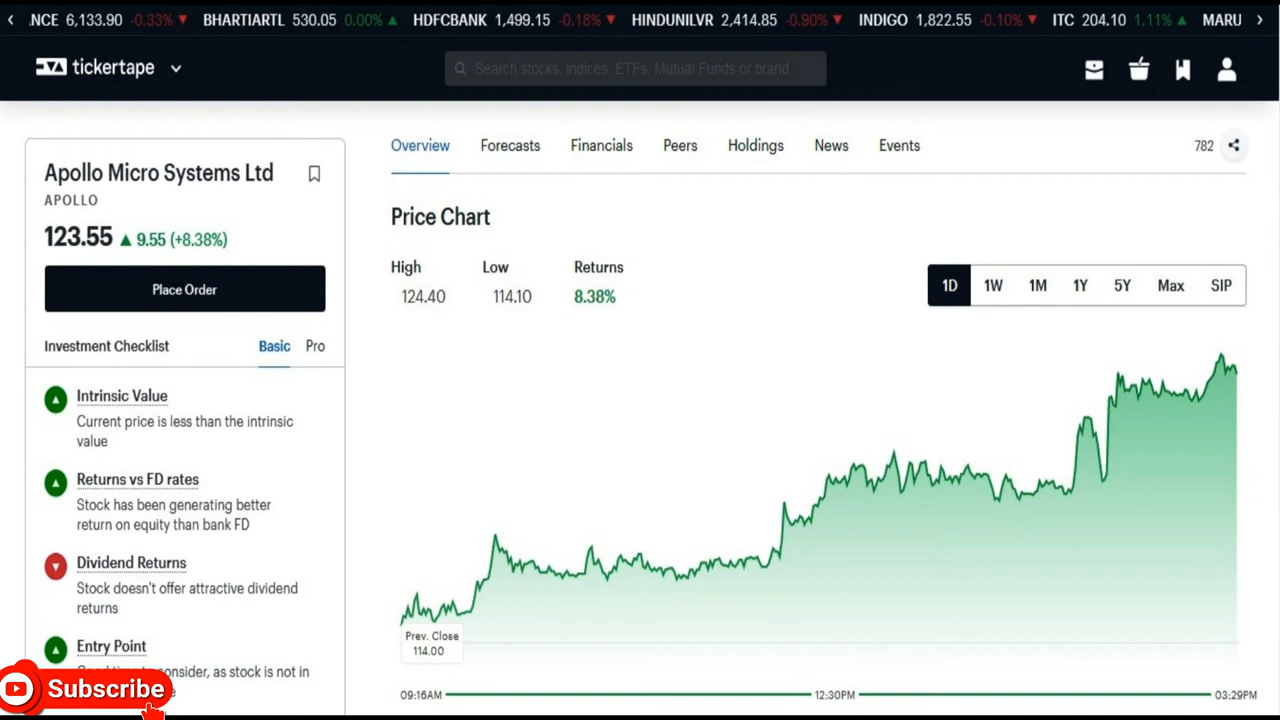 .NCE 6,133.90 -0.33% ▼ BHARTIARTL 530.05 0.00% ▲ HDFCBANK 1,499.15 -0.18% ▼ HINDUNILVR 2,414.85 -0.90% ▼ INDIGO 1,822.55 -0.10% ▼ ITC 204.10 1.11% ▲ MARU
tickertape
Search stocks, indices, ETFs, Mutual Funds or brand
Overview Forecasts Financials Peers Holdings News Events 782
Apollo Micro Systems Ltd
APOLLO
123.55 ▲ 9.55 (+8.38%)
Place Order
Investment Checklist Basic Pro
Intrinsic Value
Current price is less than the intrinsic
value
Returns vs FD rates
Stock has been generating better
return on equity than bank FD
Dividend Returns
Stock doesn't offer attractive dividend
returns
Entry Point
consider, as stock is not in
Subscribe
Price Chart
High Low Returns
124.40 114.10 8.38%
1D 1W 1M 1Y 5Y Max SIP
Prev. Close
114.00
09:16AM 12:30PM 03:29PM